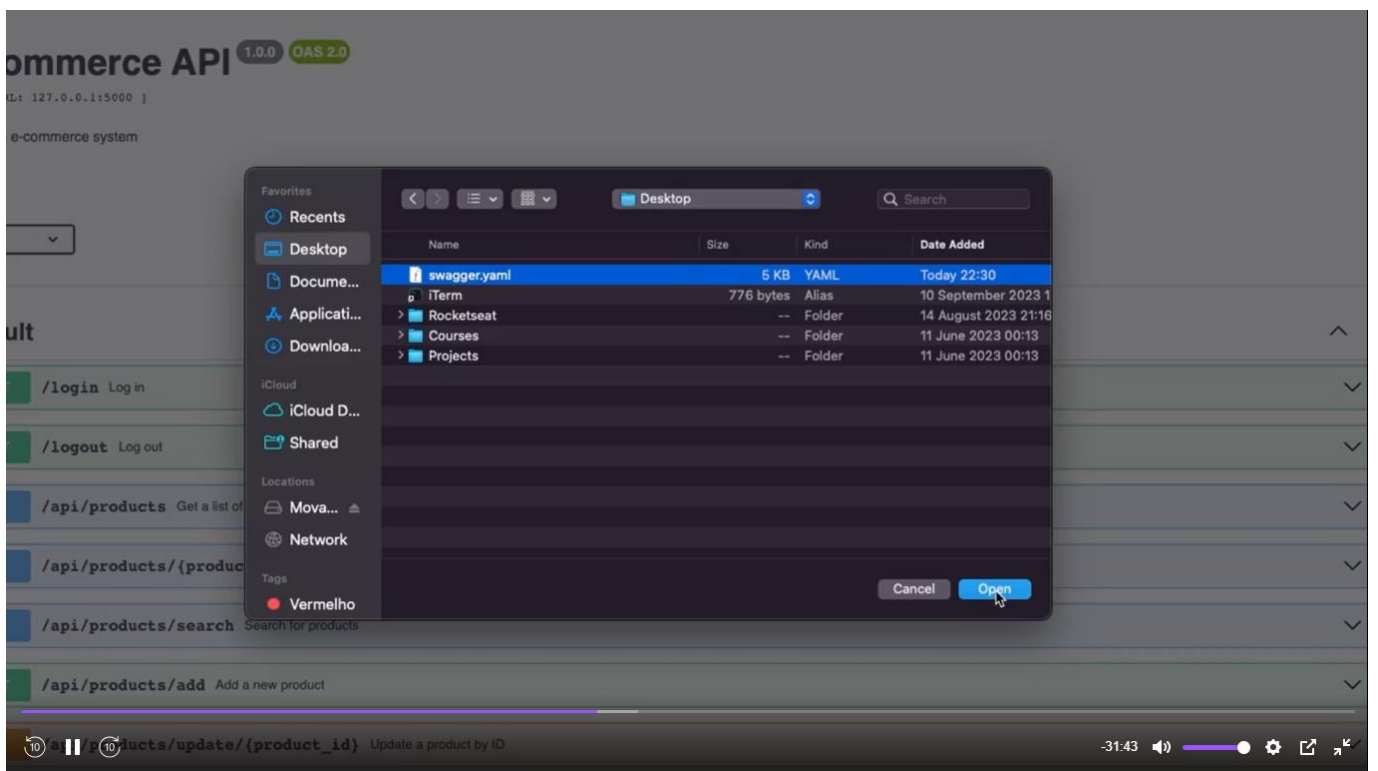 ommerce API 1.0.0 OAS 2.0
RL: 127.0.0.1:5000 ]
e-commerce system
Favorites
Recents
Desktop
Docume...
Applicati...
Downloa...
iCloud
iCloud D...
Shared
Locations
Mova...
Network
Tags
Vermelho
Desktop
Search
Name Size Kind Date Added
swagger.yaml 5 KB YAML Today 22:30
iTerm 776 bytes Alias 10 September 2023 1
Rocketseat -- Folder 14 August 2023 21:16
Courses -- Folder 11 June 2023 00:13
Projects -- Folder 11 June 2023 00:13
Cancel Open
ult
/login Log in
/logout Log out
/api/products Get a list of
/api/products/{produc
/api/products/search Search for products
/api/products/add Add a new product
/api/products/update/{product_id} Update a product by ID
10 10 -31:43